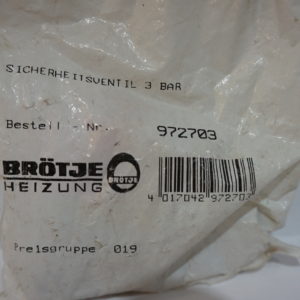 SICHERHEITSVENTIL 3 BAR
Bestell - Nr. 972703
BRÖTJE
HEIZUNG
BRÖTJE
4 017042 972703
Preisgruppe 019